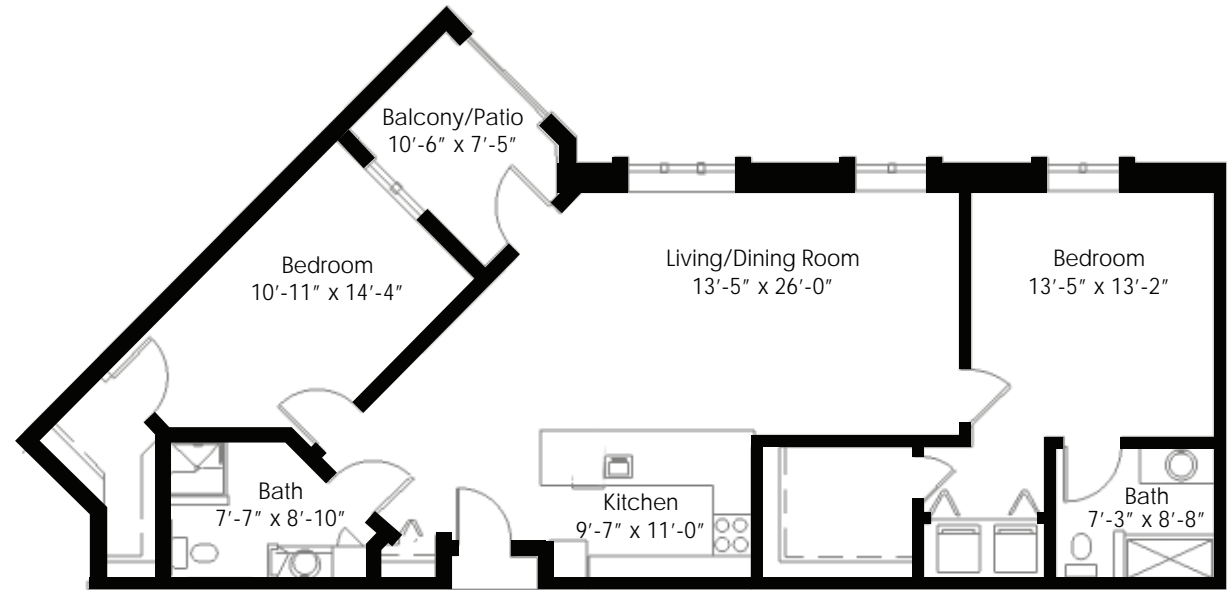 Balcony/Patio
10'-6" x 7'-5"
Bedroom
10'-11" x 14'-4"
Living/Dining Room
13'-5" x 26'-0"
Bedroom
13'-5" x 13'-2"
Bath
7'-7" x 8'-10"
Kitchen
9'-7" x 11'-0"
Bath
7'-3" x 8'-8"